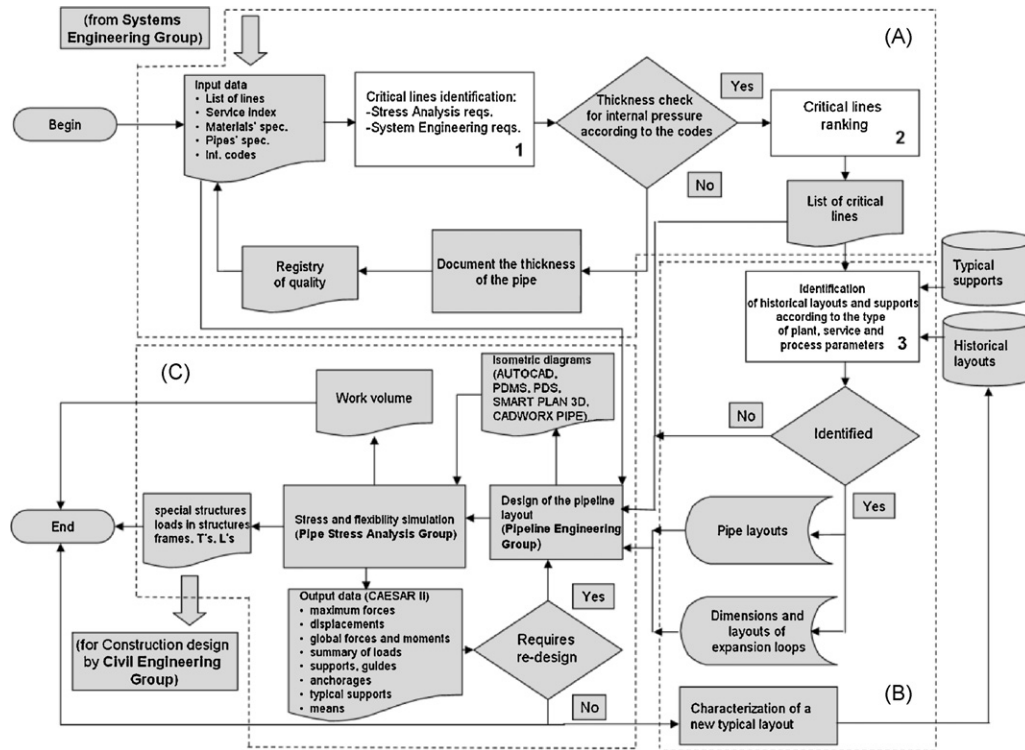 (from Systems
Engineering Group)
(A)
Begin
Input data
• List of lines
• Service index
• Materials' spec.
• Pipes' spec.
• Int. codes
Critical lines identification:
-Stress Analysis reqs.
-System Engineering reqs.
1
Thickness check
for internal pressure
according to the codes
Yes
No
Critical lines
ranking
2
List of critical
lines
Registry
of quality
Document the thickness
of the pipe
Typical
supports
Historical
layouts
Identification
of historical layouts and supports
according to the type
of plant, service and
process parameters
3
(C)
Work volume
Isometric diagrams
(AUTOCAD,
PDMS, PDS,
SMART PLAN 3D,
CADWORX PIPE)
No
Identified
Yes
End
special structures
loads in structures
frames, T's, L's
Stress and flexibility simulation
(Pipe Stress Analysis Group)
Design of the pipeline
layout
(Pipeline Engineering
Group)
Pipe layouts
Dimensions and
layouts of
expansion loops
(for Construction design
by Civil Engineering
Group)
Output data (CAESAR II)
• maximum forces
• displacements
• global forces and moments
• summary of loads
• supports, guides
• anchorages
• typical supports
• means
Yes
Requires
re-design
No
Characterization of a
new typical layout
(B)